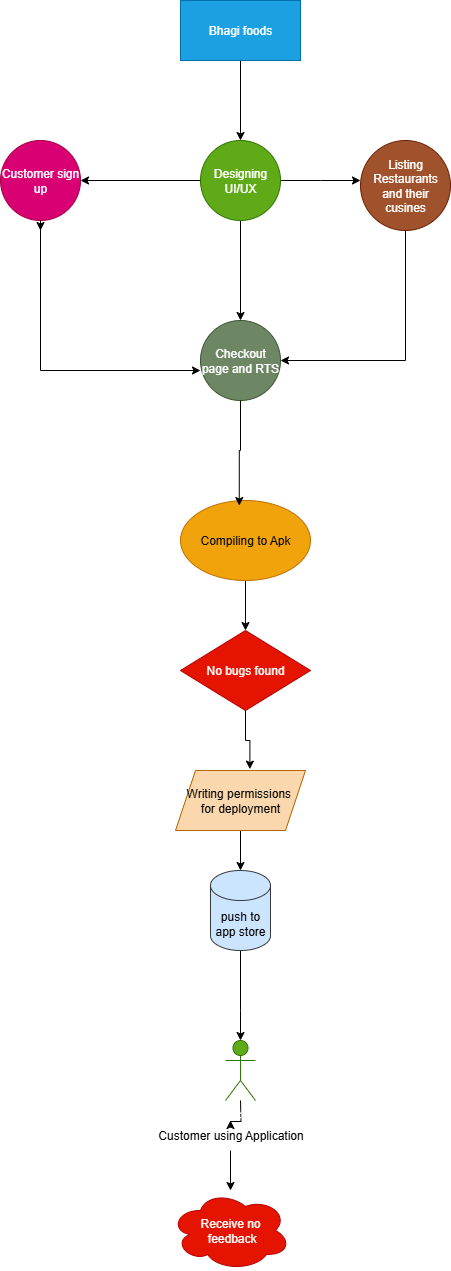 Bhagi foods
Customer sign
up
Designing
UI/UX
Listing
Restaurants
and their
cusines
Checkout
page and RTS
Compiling to Apk
No bugs found
Writing permissions
for deployment
push to
app store
Customer using Application
Receive no
feedback